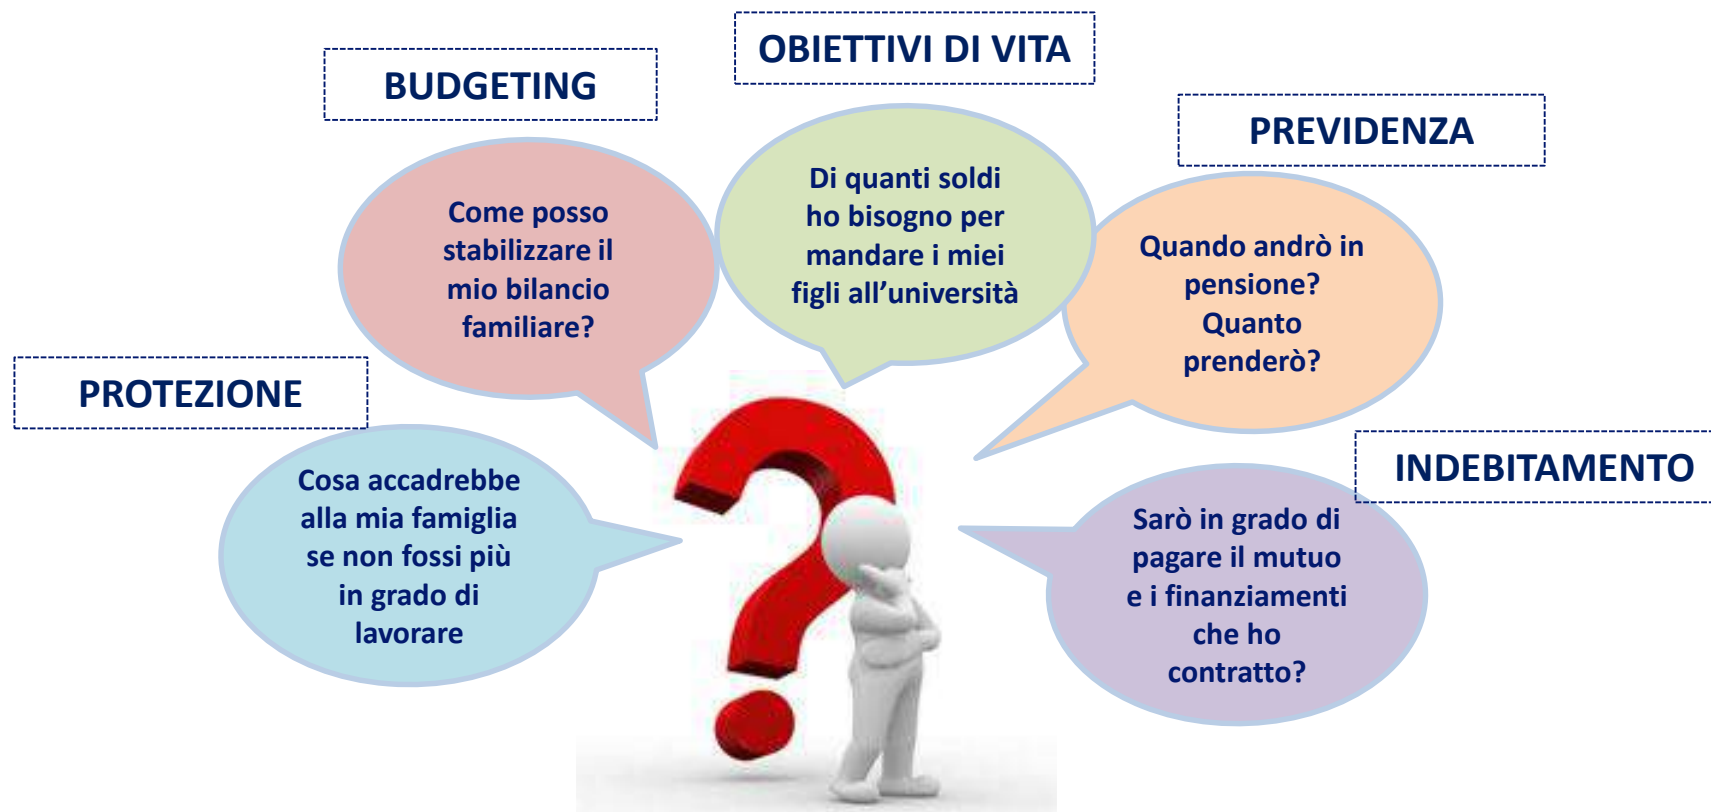 OBIETTIVI DI VITA
BUDGETING
PREVIDENZA
Di quanti soldi
ho bisogno per
mandare i miei
figli all’università
Come posso
stabilizzare il
mio bilancio
familiare?
Quando andrò in
pensione?
Quanto
prenderò?
PROTEZIONE
INDEBITAMENTO
Cosa accadrebbe
alla mia famiglia
se non fossi più
in grado di
lavorare
Sarò in grado di
pagare il mutuo
e i finanziamenti
che ho
contratto?